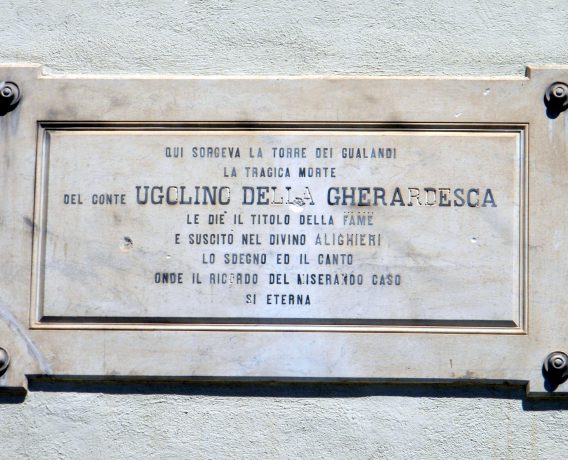 QUI SORGEVA LA TORRE DEI GUALANDI
LA TRAGICA MORTE
DEL CONTE UGOLINO DELLA GHERARDESCA
LE DIÈ IL TITOLO DELLA FAME
E SUSCITÒ NEL DIVINO ALIGHIERI
LO SDEGNO ED IL CANTO
ONDE IL RICORDO DEL MISERANDO CASO
SI ETERNA